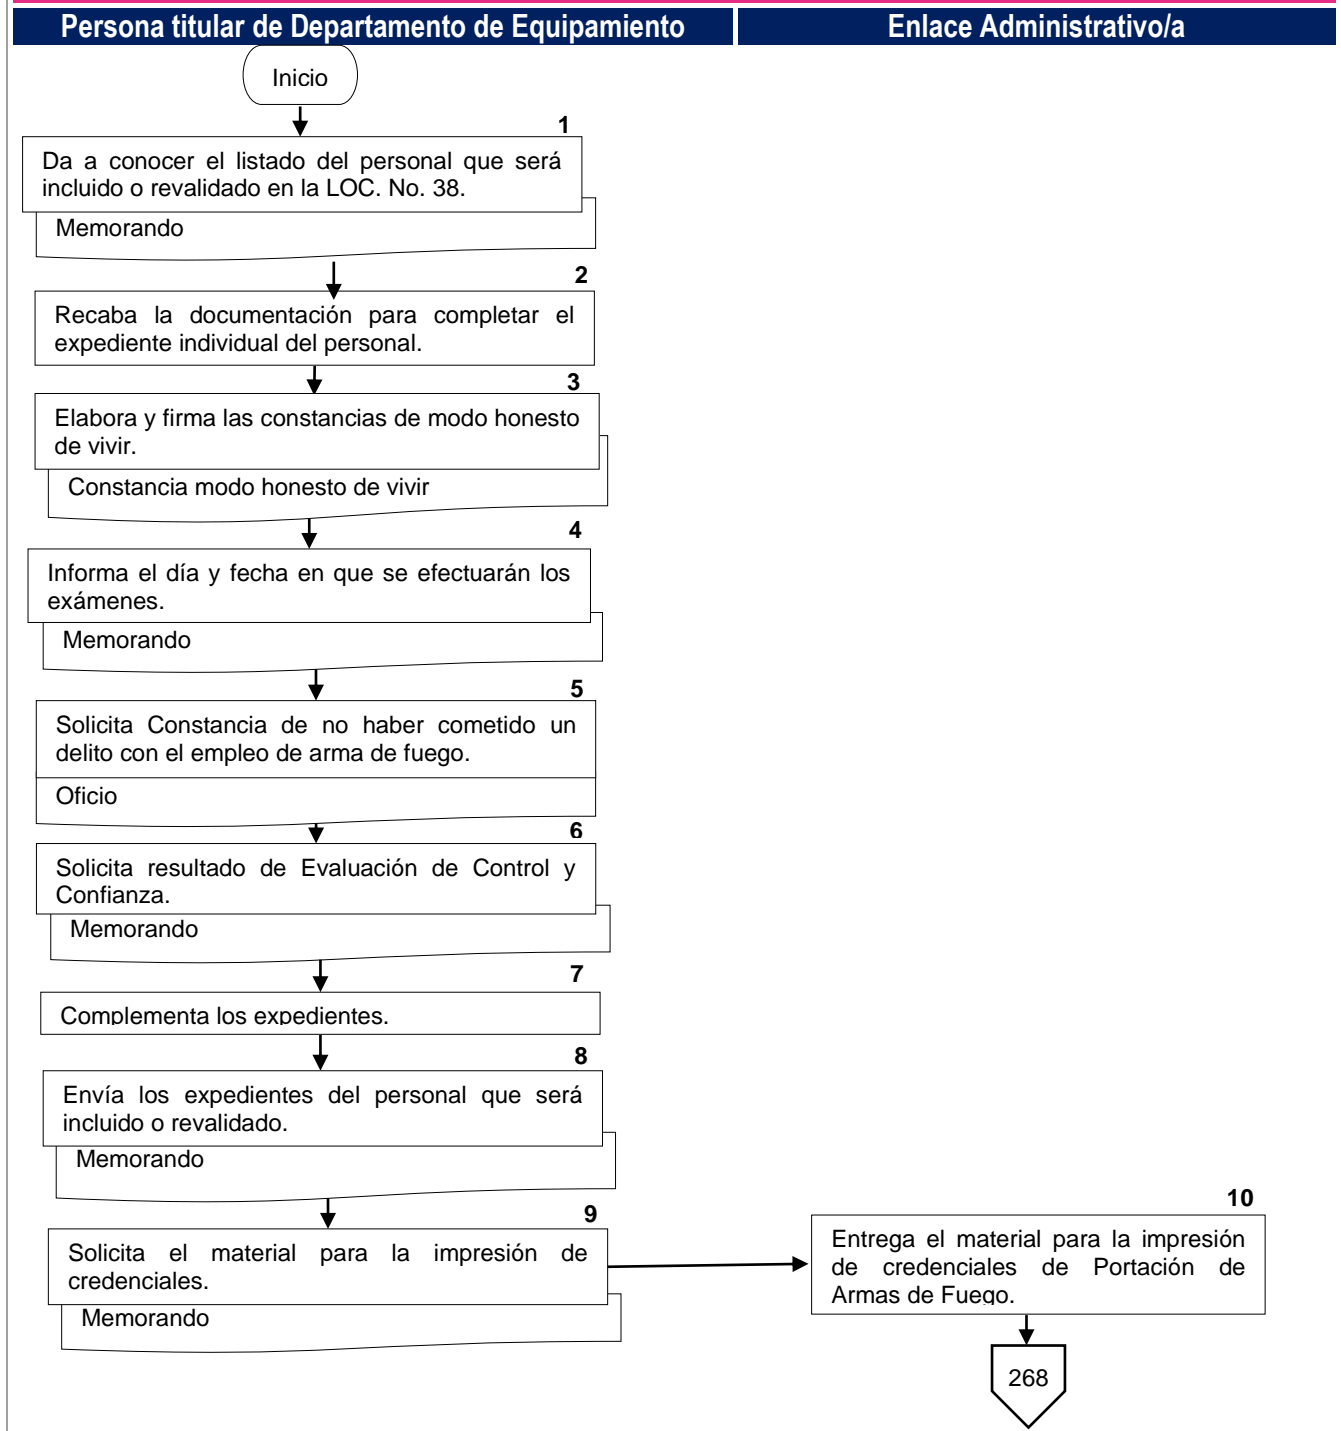 Persona titular de Departamento de Equipamiento
Enlace Administrativo/a
Inicio
1
Da a conocer el listado del personal que será
incluido o revalidado en la LOC. No. 38.
Memorando
2
Recaba la documentación para completar el
expediente individual del personal.
3
Elabora y firma las constancias de modo honesto
de vivir.
Constancia modo honesto de vivir
4
Informa el día y fecha en que se efectuarán los
exámenes.
Memorando
5
Solicita Constancia de no haber cometido un
delito con el empleo de arma de fuego.
Oficio
6
Solicita resultado de Evaluación de Control y
Confianza.
Memorando
7
Complementa los expedientes.
8
Envía los expedientes del personal que será
incluido o revalidado.
Memorando
9
Solicita el material para la impresión de
credenciales.
Memorando
10
Entrega el material para la impresión
de credenciales de Portación de
Armas de Fuego.
268